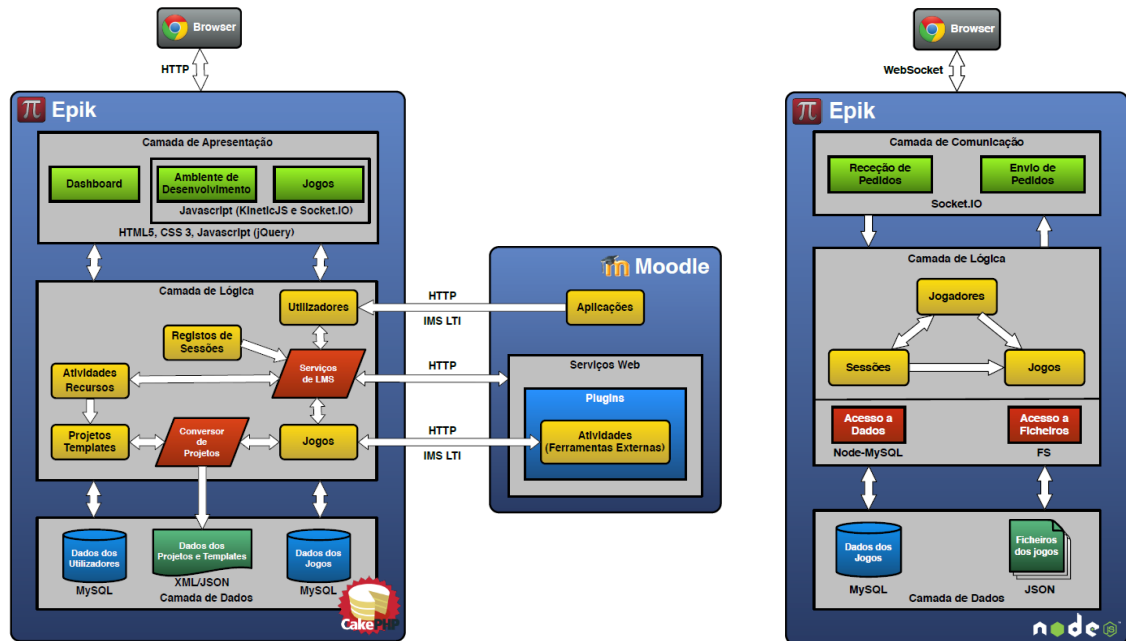 Browser
HTTP
π Epik
Camada de Apresentação
Dashboard
Ambiente de
Desenvolvimento
Jogos
Javascript (KineticJS e Socket.IO)
HTML5, CSS 3, Javascript (jQuery)
Camada de Lógica
Utilizadores
Registos de
Sessões
Serviços
de LMS
Atividades
Recursos
Projetos
Templates
Conversor
de
Projetos
Jogos
Dados dos
Utilizadores
MySQL
Dados dos
Projetos e Templates
XML/JSON
Dados dos
Jogos
MySQL
Camada de Dados
CakePHP
HTTP
IMS LTI
HTTP
HTTP
IMS LTI
m Moodle
Aplicações
Serviços Web
PlugIns
Atividades
(Ferramentas Externas)
Browser
WebSocket
π Epik
Camada de Comunicação
Receção de
Pedidos
Envio de
Pedidos
Socket.IO
Camada de Lógica
Jogadores
Sessões
Jogos
Acesso a
Dados
Node-MySQL
Acesso a
Ficheiros
FS
Dados dos
Jogos
MySQL
Ficheiros
dos jogos
JSON
Camada de Dados
node JS